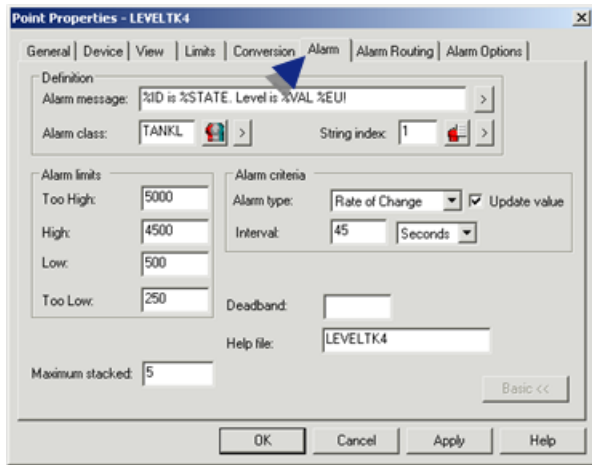 Point Properties - LEVELTK4
General Device View Limits Conversion Alarm Alarm Routing Alarm Options
Definition
Alarm message: %ID is %STATE. Level is %VAL %EU!
Alarm class: TANKL String index: 1
Alarm limits
Too High: 5000
High: 4500
Low: 500
Too Low: 250
Alarm criteria
Alarm type: Rate of Change Update value
Interval: 45 Seconds
Deadband:
Help file: LEVELTK4
Maximum stacked: 5
Basic <<
OK Cancel Apply Help